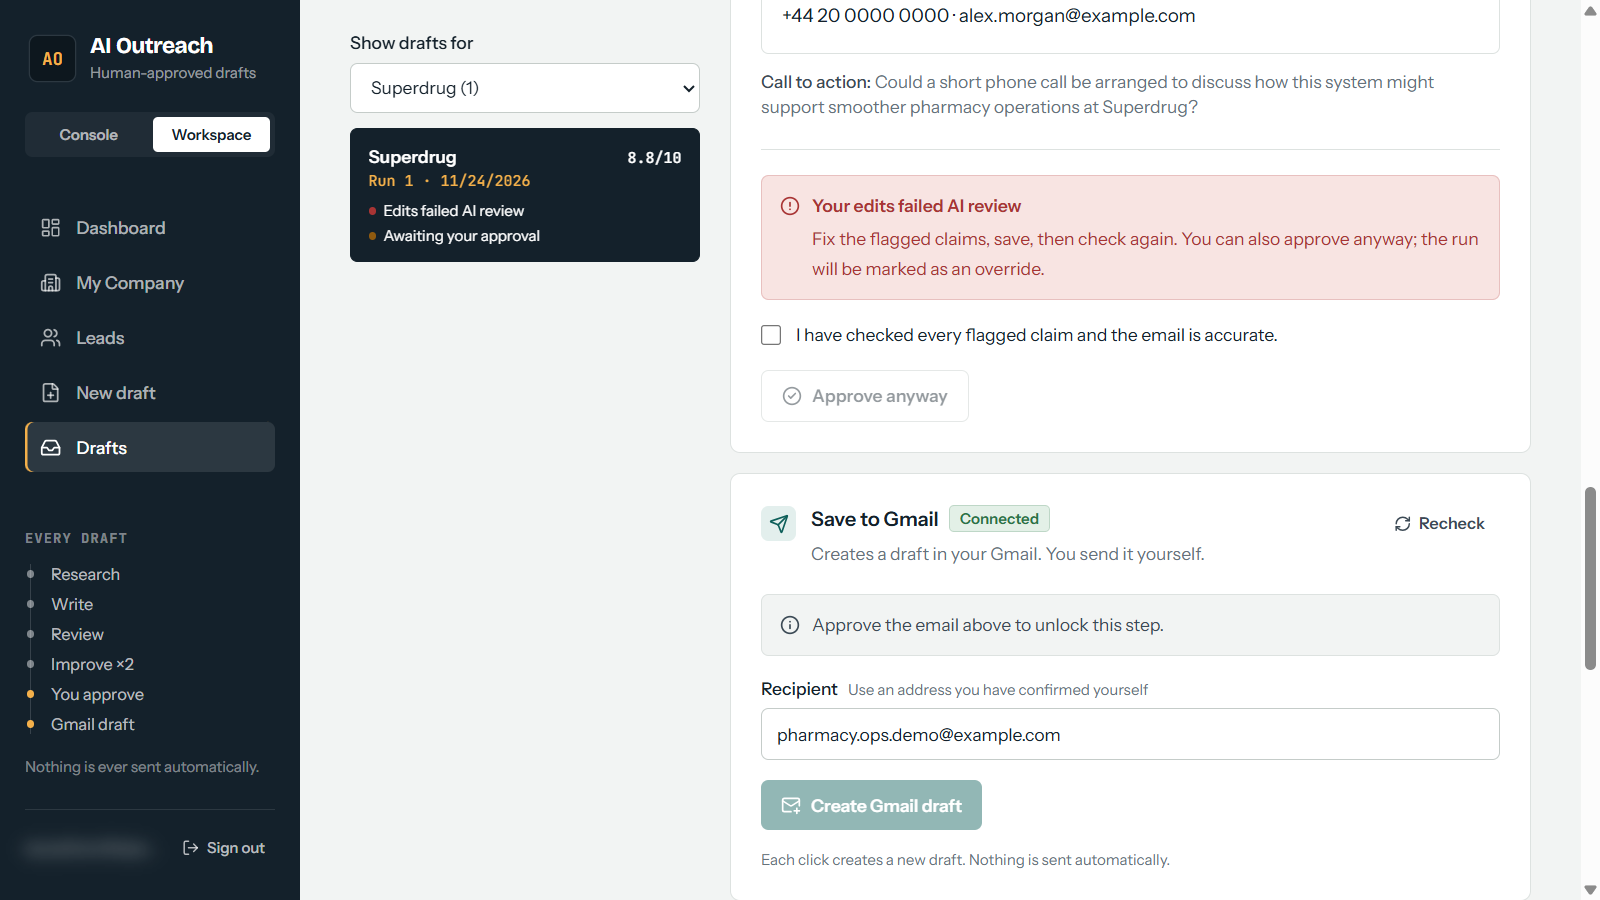 AO
AI Outreach
Human-approved drafts
Console
Workspace
Dashboard
My Company
Leads
New draft
Drafts
EVERY DRAFT
Research
Write
Review
Improve ×2
You approve
Gmail draft
Nothing is ever sent automatically.
Sign out
Show drafts for
Superdrug (1)
Superdrug
8.8/10
Run 1 · 11/24/2026
Edits failed AI review
Awaiting your approval
+44 20 0000 0000 · alex.morgan@example.com
Call to action: Could a short phone call be arranged to discuss how this system might
support smoother pharmacy operations at Superdrug?
Your edits failed AI review
Fix the flagged claims, save, then check again. You can also approve anyway; the run
will be marked as an override.
I have checked every flagged claim and the email is accurate.
Approve anyway
Save to Gmail
Connected
Recheck
Creates a draft in your Gmail. You send it yourself.
Approve the email above to unlock this step.
Recipient Use an address you have confirmed yourself
pharmacy.ops.demo@example.com
Create Gmail draft
Each click creates a new draft. Nothing is sent automatically.